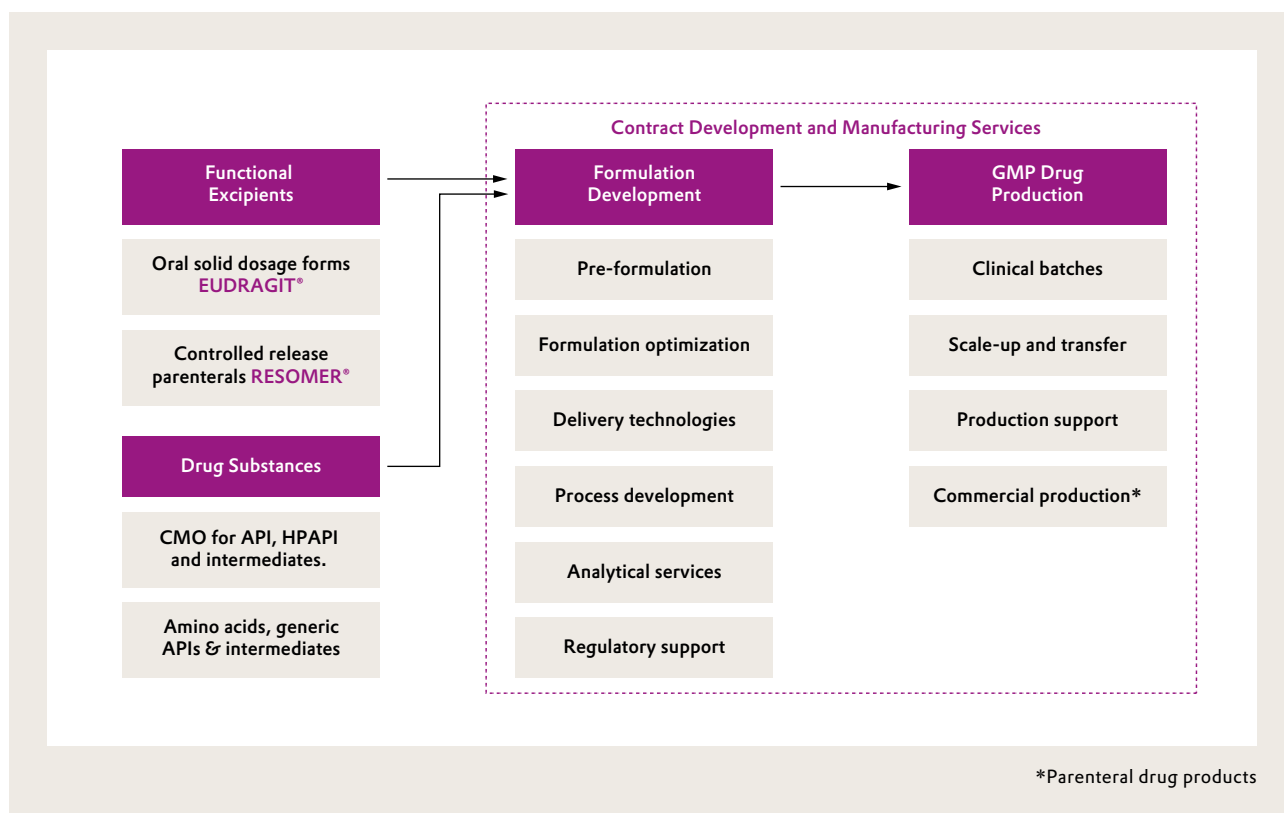 Contract Development and Manufacturing Services
Functional
Excipients
Oral solid dosage forms
EUDRAGIT®
Controlled release
parenterals RESOMER®
Drug Substances
CMO for API, HPAPI
and intermediates.
Amino acids, generic
APIs & intermediates
Formulation
Development
Pre-formulation
Formulation optimization
Delivery technologies
Process development
Analytical services
Regulatory support
GMP Drug
Production
Clinical batches
Scale-up and transfer
Production support
Commercial production*
*Parenteral drug products